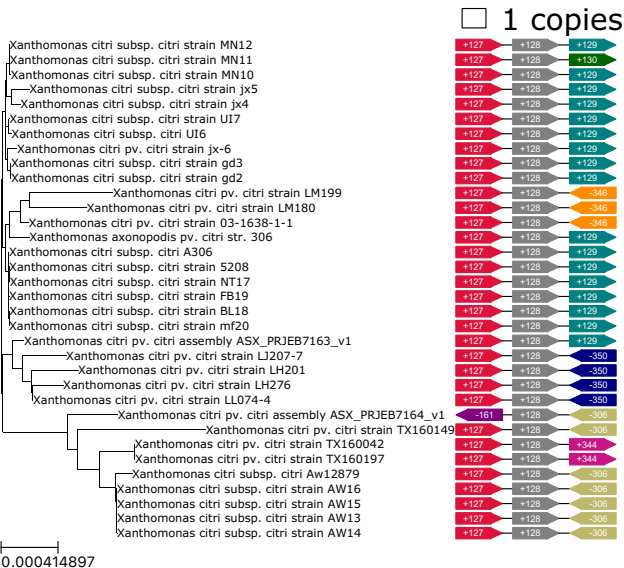 1 copies
Xanthomonas citri subsp. citri strain MN12 +127 +128 +129
Xanthomonas citri subsp. citri strain MN11 +127 +128 +130
Xanthomonas citri subsp. citri strain MN10 +127 +128 +129
Xanthomonas citri subsp. citri strain jx5 +127 +128 +129
Xanthomonas citri subsp. citri strain jx4 +127 +128 +129
Xanthomonas citri subsp. citri strain UI7 +127 +128 +129
Xanthomonas citri subsp. citri UI6 +127 +128 +129
Xanthomonas citri pv. citri strain jx-6 +127 +128 +129
Xanthomonas citri subsp. citri strain gd3 +127 +128 +129
Xanthomonas citri subsp. citri strain gd2 +127 +128 +129
Xanthomonas citri pv. citri strain LM199 +127 +128 -346
Xanthomonas citri pv. citri strain LM180 +127 +128 -346
Xanthomonas citri pv. citri strain 03-1638-1-1 +127 +128 -346
Xanthomonas axonopodis pv. citri str. 306 +127 +128 +129
Xanthomonas citri subsp. citri A306 +127 +128 +129
Xanthomonas citri subsp. citri strain 5208 +127 +128 +129
Xanthomonas citri subsp. citri strain NT17 +127 +128 +129
Xanthomonas citri subsp. citri strain FB19 +127 +128 +129
Xanthomonas citri subsp. citri strain BL18 +127 +128 +129
Xanthomonas citri subsp. citri strain mf20 +127 +128 +129
Xanthomonas citri pv. citri assembly ASX_PRJEB7163_v1 +127 +128 +129
Xanthomonas citri pv. citri strain LJ207-7 +127 +128 -350
Xanthomonas citri pv. citri strain LH201 +127 +128 -350
Xanthomonas citri pv. citri strain LH276 +127 +128 -350
Xanthomonas citri pv. citri strain LL074-4 +127 +128 -350
Xanthomonas citri pv. citri assembly ASX_PRJEB7164_v1 -161 +128 -306
Xanthomonas citri pv. citri strain TX160149 +127 +128 -306
Xanthomonas citri pv. citri strain TX160042 +127 +128 +344
Xanthomonas citri pv. citri strain TX160197 +127 +128 +344
Xanthomonas citri subsp. citri Aw12879 +127 +128 -306
Xanthomonas citri subsp. citri strain AW16 +127 +128 -306
Xanthomonas citri subsp. citri strain AW15 +127 +128 -306
Xanthomonas citri subsp. citri strain AW13 +127 +128 -306
Xanthomonas citri subsp. citri strain AW14 +127 +128 -306
0.000414897